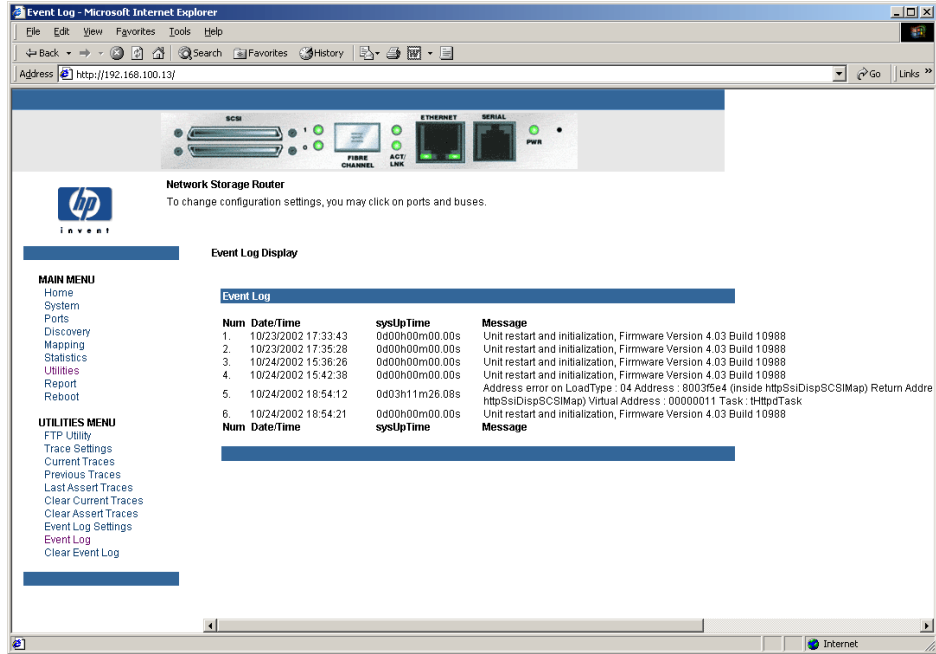 Event Log - Microsoft Internet Explorer
File Edit View Favorites Tools Help
Back Search Favorites History
Address http://192.168.100.13/ Go Links »
SCSI
1
0
FIBRE
CHANNEL
ACT/
LNK
ETHERNET
SERIAL
PWR
Network Storage Router
To change configuration settings, you may click on ports and buses.
hp
invent
Event Log Display
MAIN MENU
Home
System
Ports
Discovery
Mapping
Statistics
Utilities
Report
Reboot
UTILITIES MENU
FTP Utility
Trace Settings
Current Traces
Previous Traces
Last Assert Traces
Clear Current Traces
Clear Assert Traces
Event Log Settings
Event Log
Clear Event Log
Event Log
Num Date/Time sysUpTime Message
1. 10/23/2002 17:33:43 0d00h00m00.00s Unit restart and initialization, Firmware Version 4.03 Build 10988
2. 10/23/2002 17:35:28 0d00h00m00.00s Unit restart and initialization, Firmware Version 4.03 Build 10988
3. 10/24/2002 15:36:26 0d00h00m00.00s Unit restart and initialization, Firmware Version 4.03 Build 10988
4. 10/24/2002 15:42:38 0d00h00m00.00s Unit restart and initialization, Firmware Version 4.03 Build 10988
5. 10/24/2002 18:54:12 0d03h11m26.08s Address error on LoadType : 04 Address : 8003f5e4 (inside httpSsiDispSCSIMap) Return Addre
httpSsiDispSCSIMap) Virtual Address : 00000011 Task : tHttpdTask
6. 10/24/2002 18:54:21 0d00h00m00.00s Unit restart and initialization, Firmware Version 4.03 Build 10988
Num Date/Time sysUpTime Message
Internet